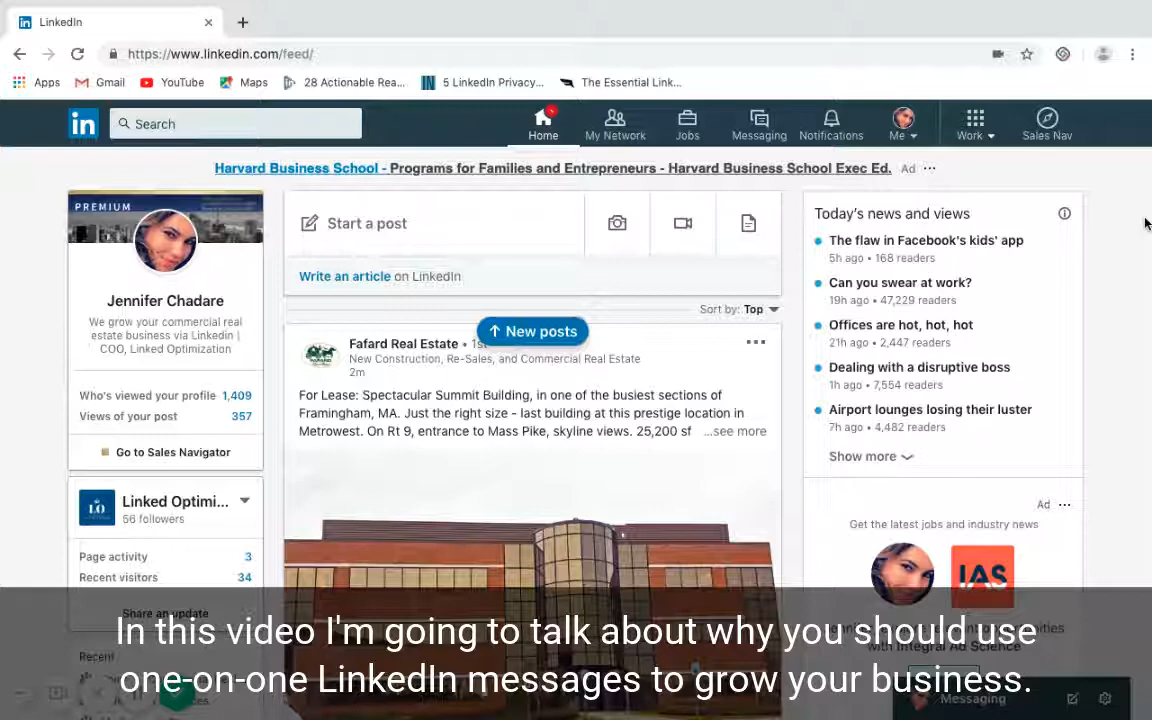 LinkedIn
https://www.linkedin.com/feed/
Apps
Gmail
YouTube
Maps
28 Actionable Rea...
5 LinkedIn Privacy...
The Essential Link...
in
Search
Home
My Network
Jobs
Messaging
Notifications
Me
Work
Sales Nav
Harvard Business School - Programs for Families and Entrepreneurs - Harvard Business School Exec Ed. Ad
PREMIUM
Jennifer Chadare
We grow your commercial real
estate business via Linkedin |
COO, Linked Optimization
Who's viewed your profile 1,409
Views of your post 357
Go to Sales Navigator
LO
Linked Optimi...
56 followers
Page activity 3
Recent visitors 34
Share an update
Recent
Start a post
Write an article on LinkedIn
Sort by: Top
New posts
Fafard Real Estate • 1st
New Construction, Re-Sales, and Commercial Real Estate
2m
For Lease: Spectacular Summit Building, in one of the busiest sections of
Framingham, MA. Just the right size - last building at this prestige location in
Metrowest. On Rt 9, entrance to Mass Pike, skyline views. 25,200 sf ...see more
Today's news and views
The flaw in Facebook's kids' app
5h ago • 168 readers
Can you swear at work?
19h ago • 47,229 readers
Offices are hot, hot, hot
21h ago • 2,447 readers
Dealing with a disruptive boss
1h ago • 7,554 readers
Airport lounges losing their luster
7h ago • 4,482 readers
Show more
Ad
Get the latest jobs and industry news
IAS
with Integral Ad Science
Messaging
In this video I'm going to talk about why you should use
one-on-one LinkedIn messages to grow your business.